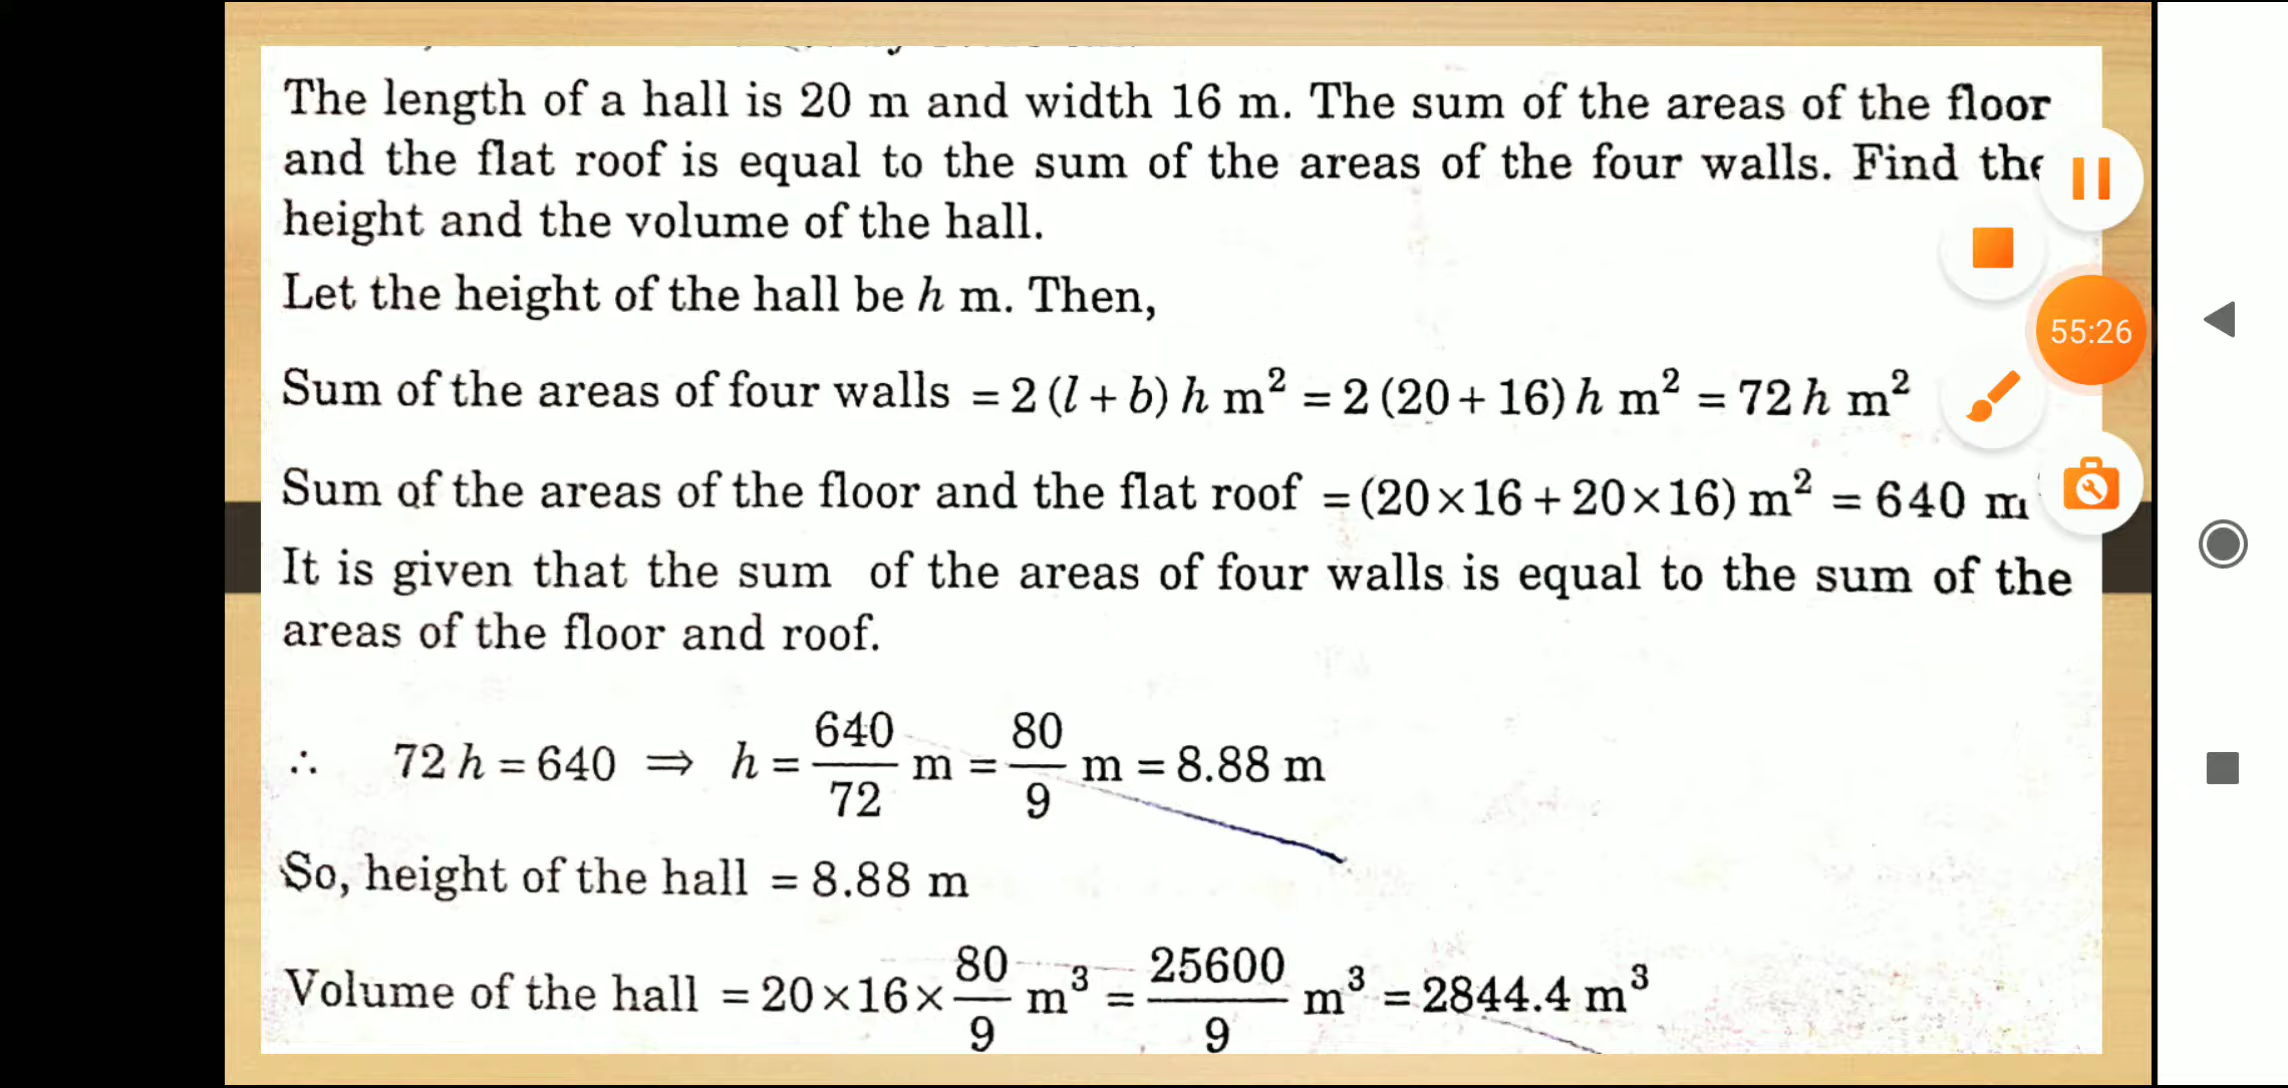 The length of a hall is 20 m and width 16 m. The sum of the areas of the floor
and the flat roof is equal to the sum of the areas of the four walls. Find the
height and the volume of the hall.
Let the height of the hall be h m. Then,
55:26
Sum of the areas of four walls = 2 (l + b) h m² = 2 (20 + 16) h m² = 72 h m²
Sum of the areas of the floor and the flat roof = (20×16 + 20×16) m² = 640 m
It is given that the sum of the areas of four walls is equal to the sum of the
areas of the floor and roof.
∴ 72 h = 640 ⇒ h = 640/72 m = 80/9 m = 8.88 m
So, height of the hall = 8.88 m
Volume of the hall = 20×16× 80/9 m³ = 25600/9 m³ = 2844.4 m³